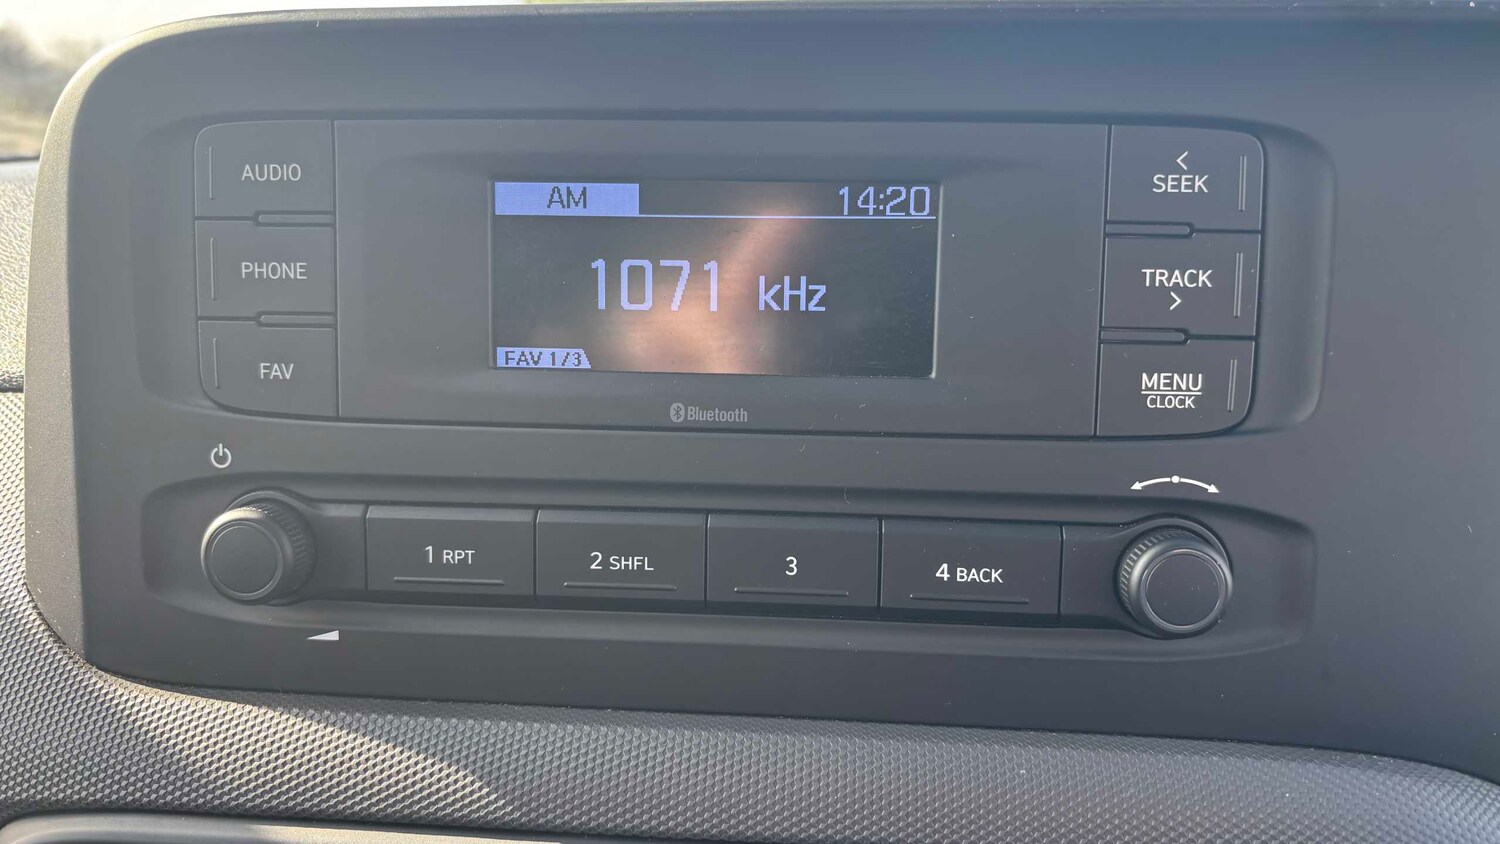 AUDIO
PHONE
FAV
AM 14:20
1071 kHz
FAV 1/3
Bluetooth
< SEEK
TRACK >
MENU
CLOCK
1 RPT
2 SHFL
3
4 BACK